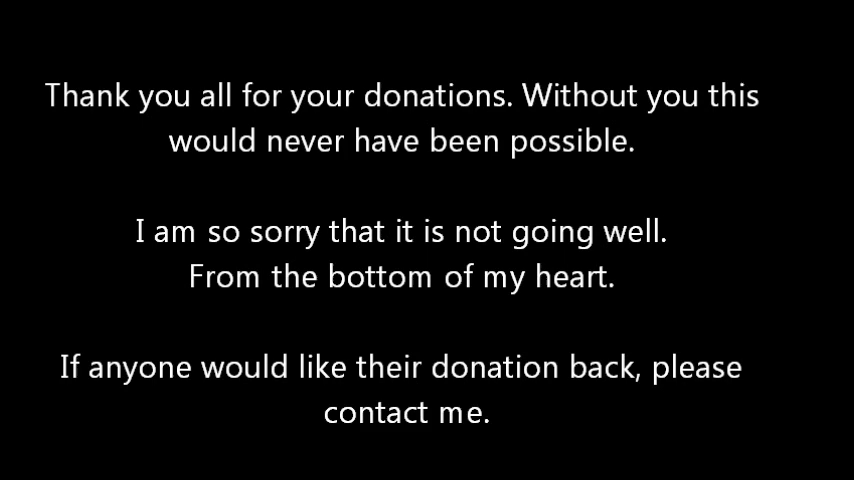 Thank you all for your donations. Without you this
would never have been possible.
I am so sorry that it is not going well.
From the bottom of my heart.
If anyone would like their donation back, please
contact me.